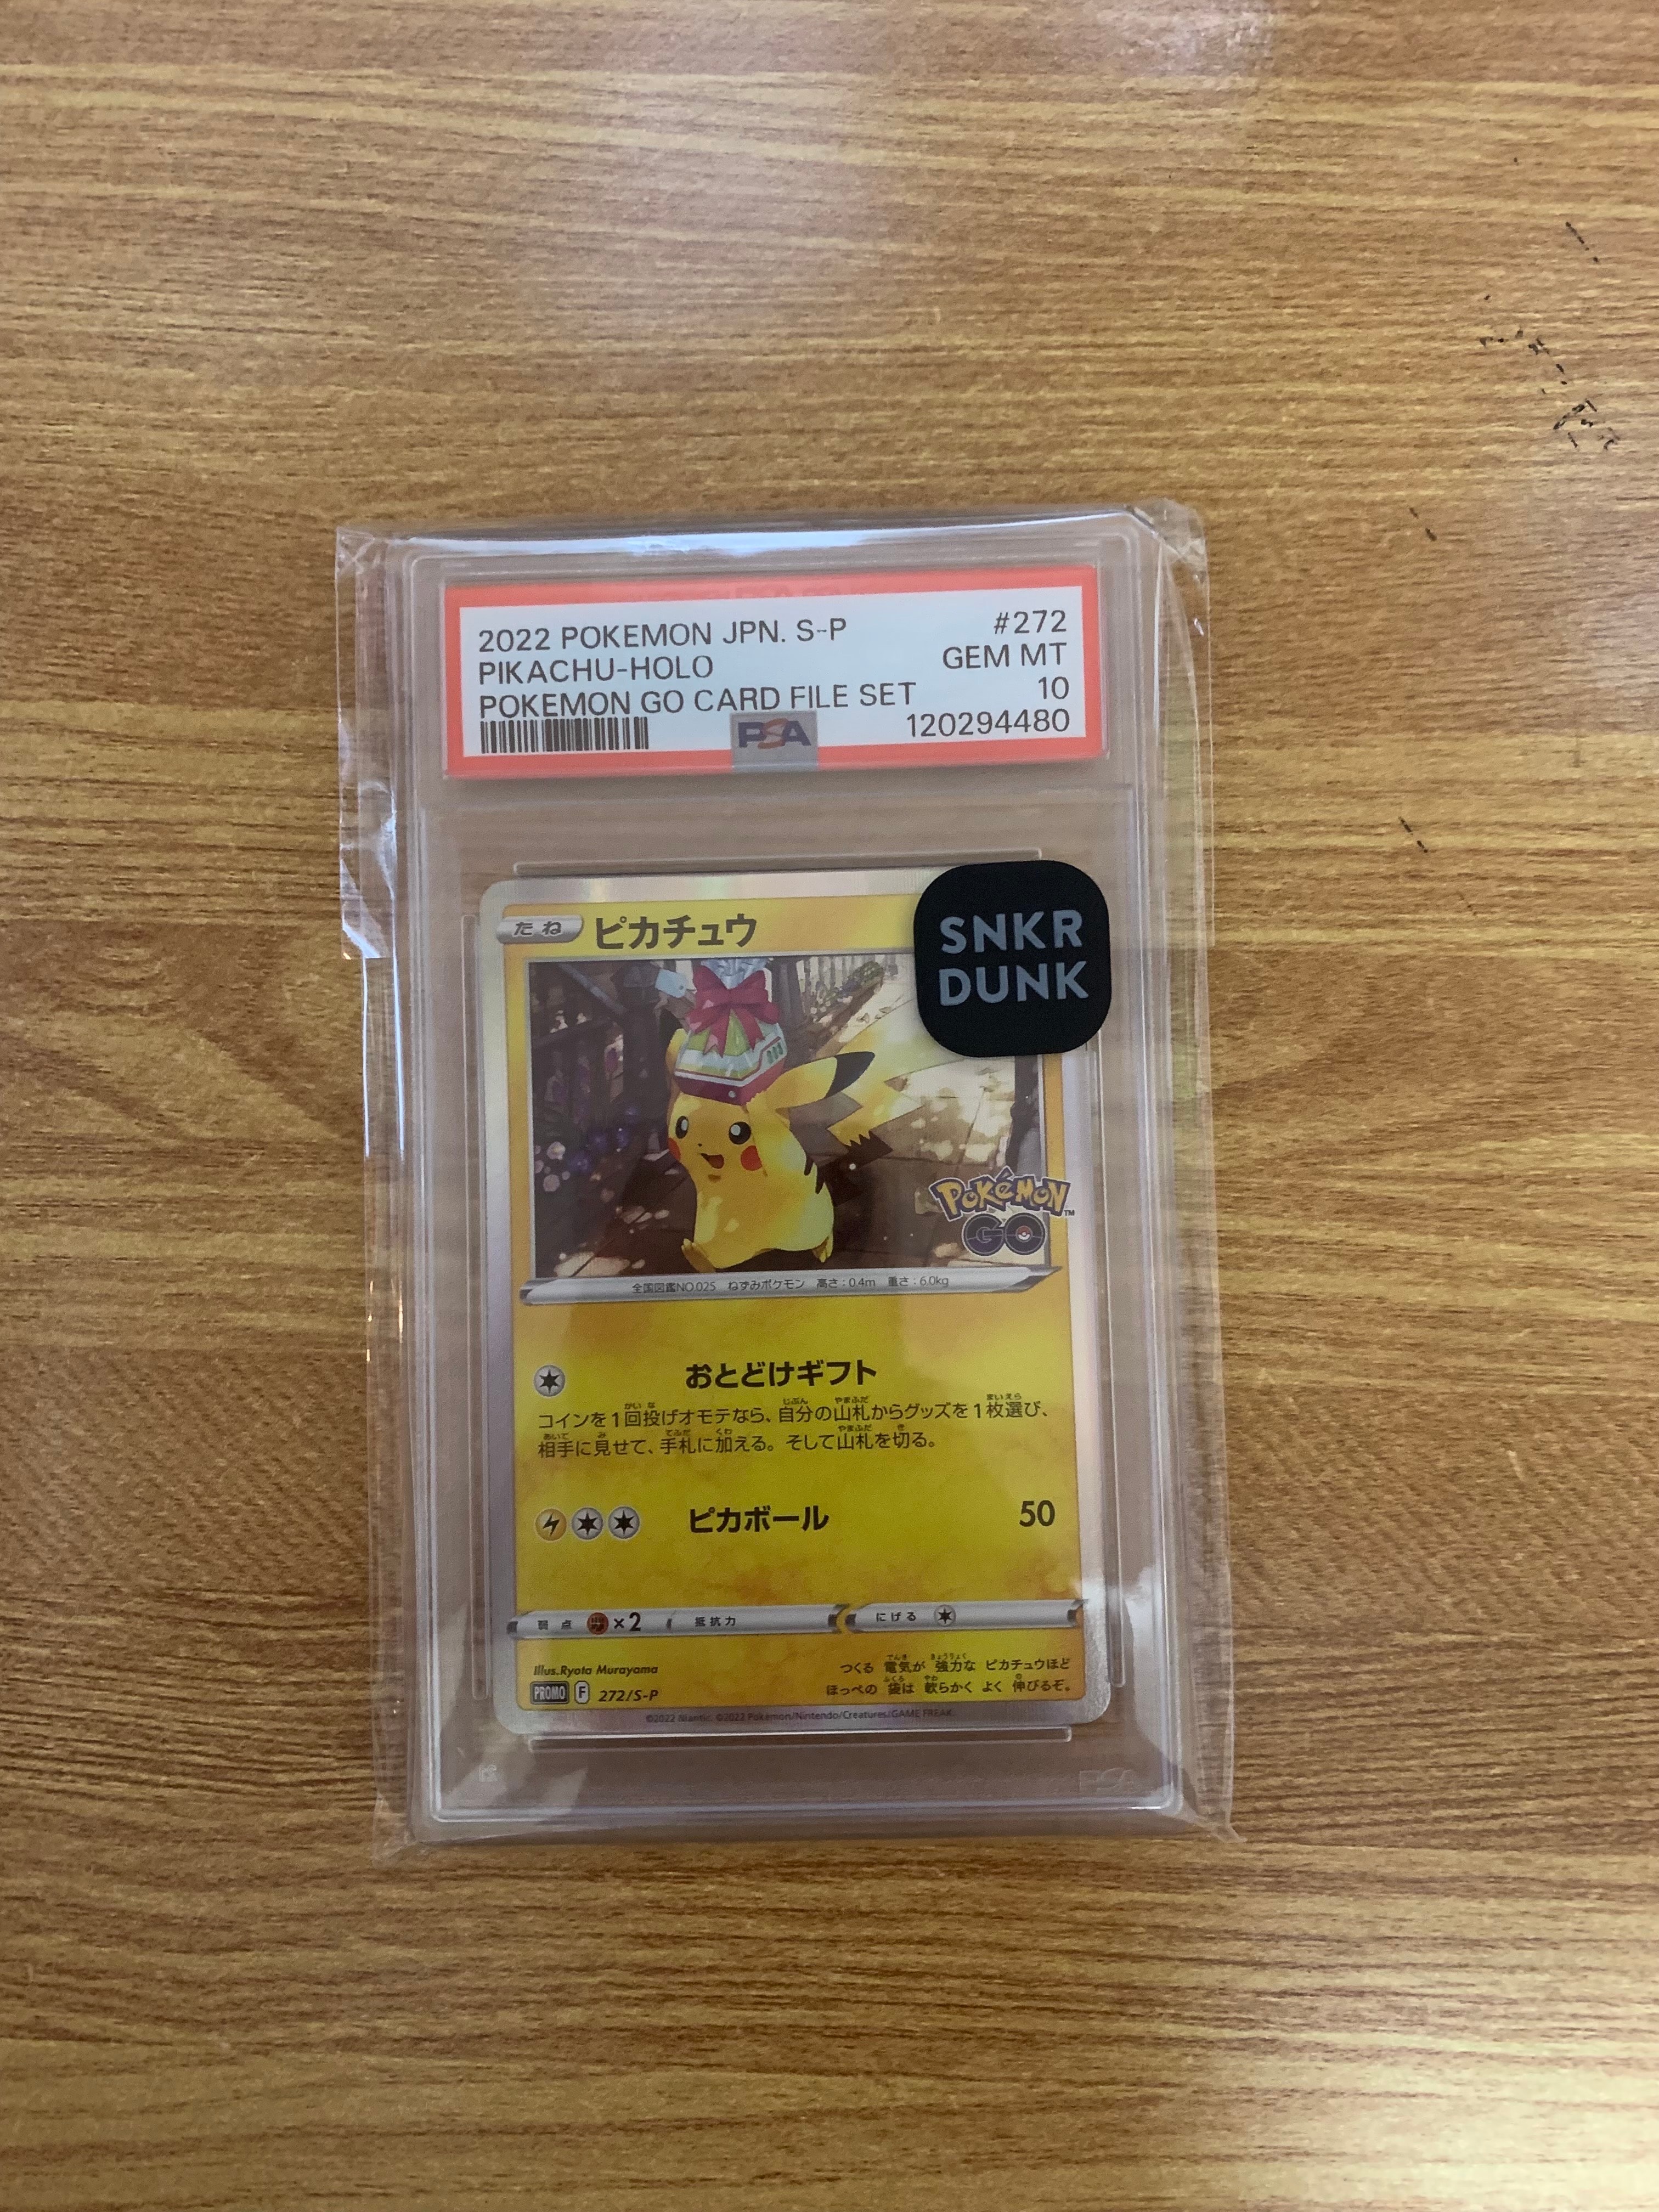 2022 POKEMON JPN. S-P #272
PIKACHU-HOLO GEM MT
POKEMON GO CARD FILE SET 10
PSA 120294480
たね ピカチュウ
SNKR
DUNK
POKéMON™
GO
全国図鑑NO.025 ねずみポケモン 高さ:0.4m 重さ:6.0kg
おとどけギフト
コインを1回投げオモテなら、自分の山札からグッズを1枚選び、
相手に見せて、手札に加える。そして山札を切る。
ピカボール 50
弱点 ×2 抵抗力 にげる
Illus.Ryota Murayama
つくる 電気が 強力な ピカチュウほど
PROMO F 272/S-P
ほっぺの 袋は 軟らかく よく 伸びるぞ。
©2022 Niantic. ©2022 Pokémon/Nintendo/Creatures/GAME FREAK.